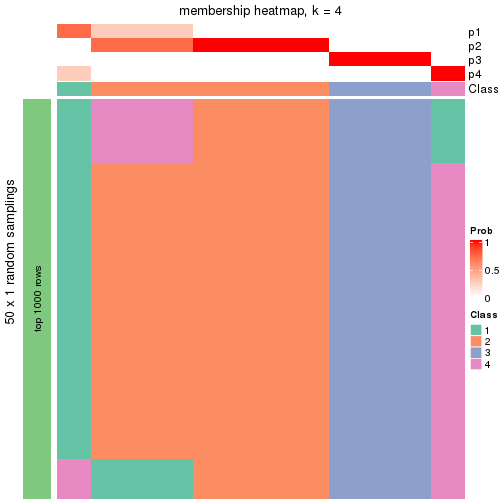 membership heatmap, k = 4
p1
p2
p3
p4
Class
50 x 1 random samplings
top 1000 rows
Prob
1
0.5
0
Class
1
2
3
4